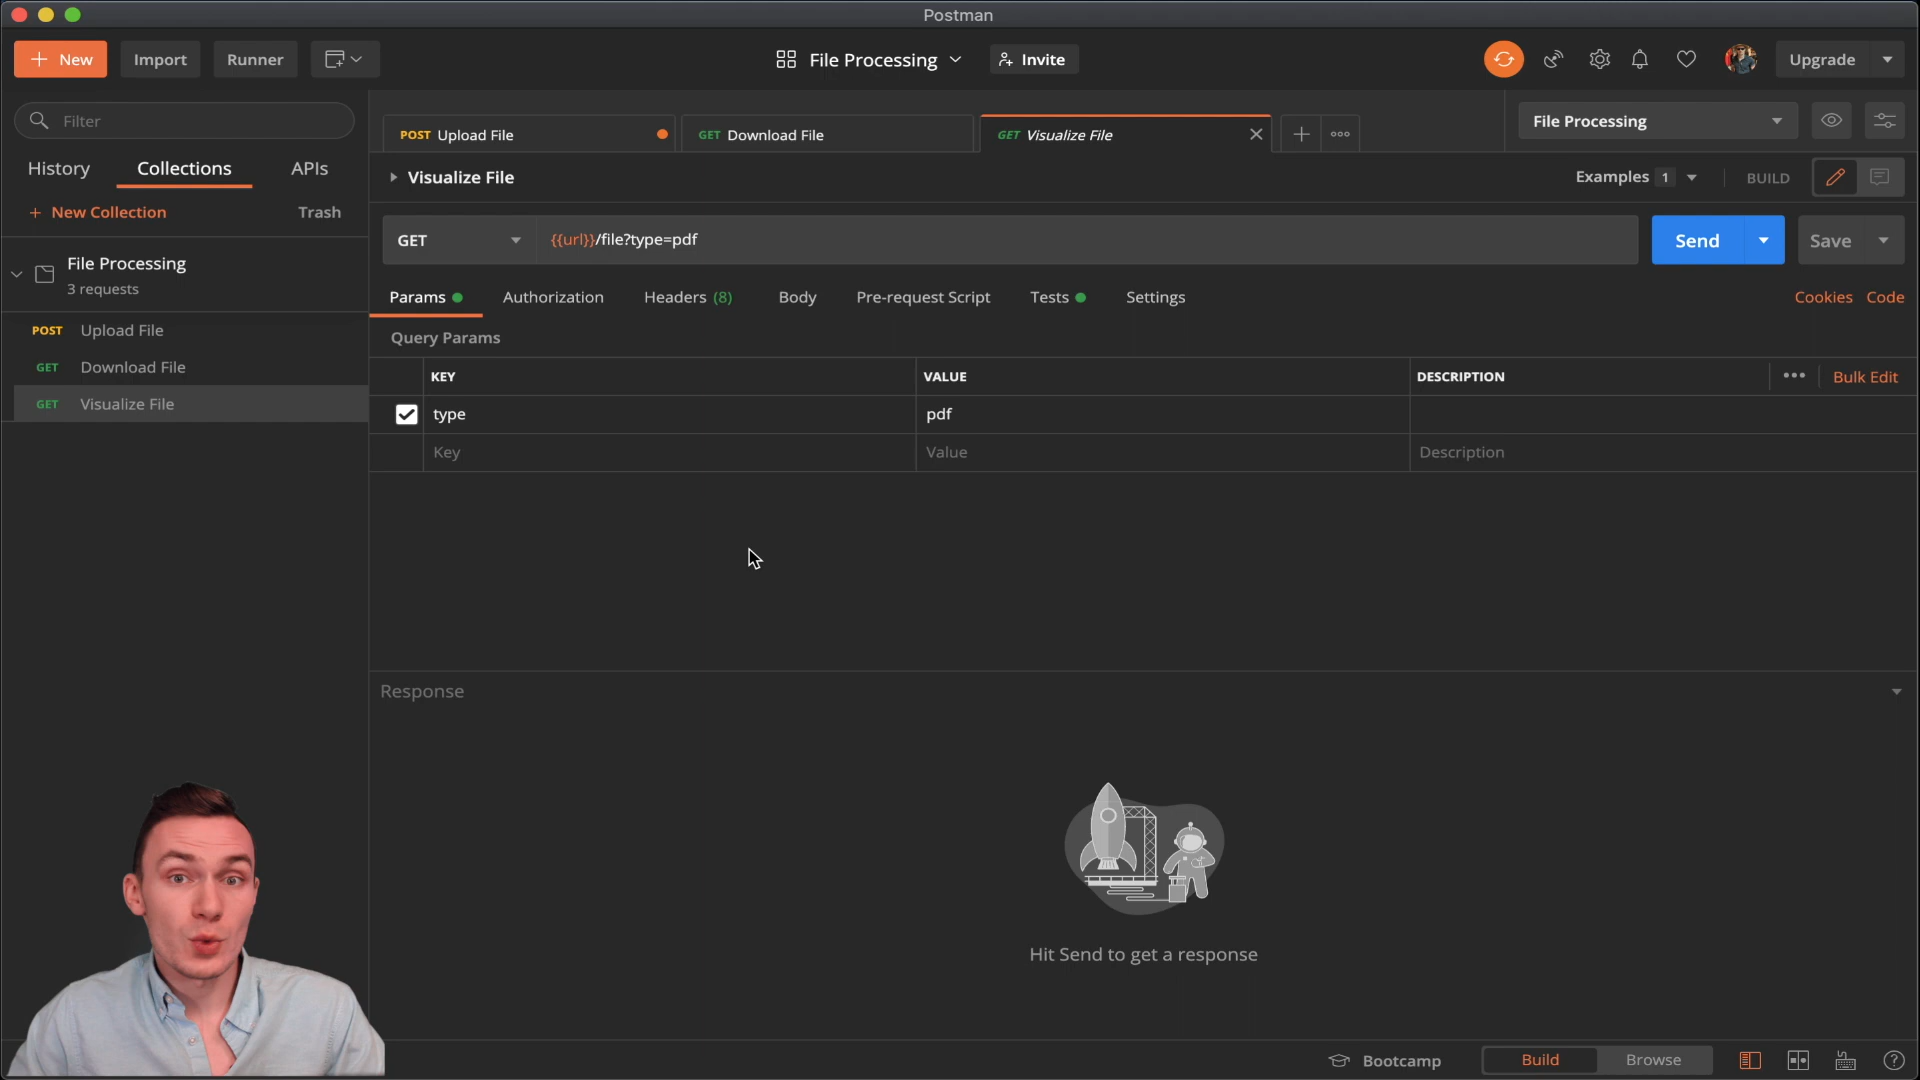 Postman
New
Import
Runner
File Processing
Invite
Upgrade
Filter
POST Upload File
GET Download File
GET Visualize File
File Processing
History
Collections
APIs
Visualize File
Examples 1
BUILD
New Collection
Trash
GET
{{url}}/file?type=pdf
Send
Save
File Processing
3 requests
Params
Authorization
Headers (8)
Body
Pre-request Script
Tests
Settings
Cookies
Code
POST Upload File
GET Download File
GET Visualize File
Query Params
KEY
VALUE
DESCRIPTION
Bulk Edit
type
pdf
Key
Value
Description
Response
Hit Send to get a response
Bootcamp
Build
Browse